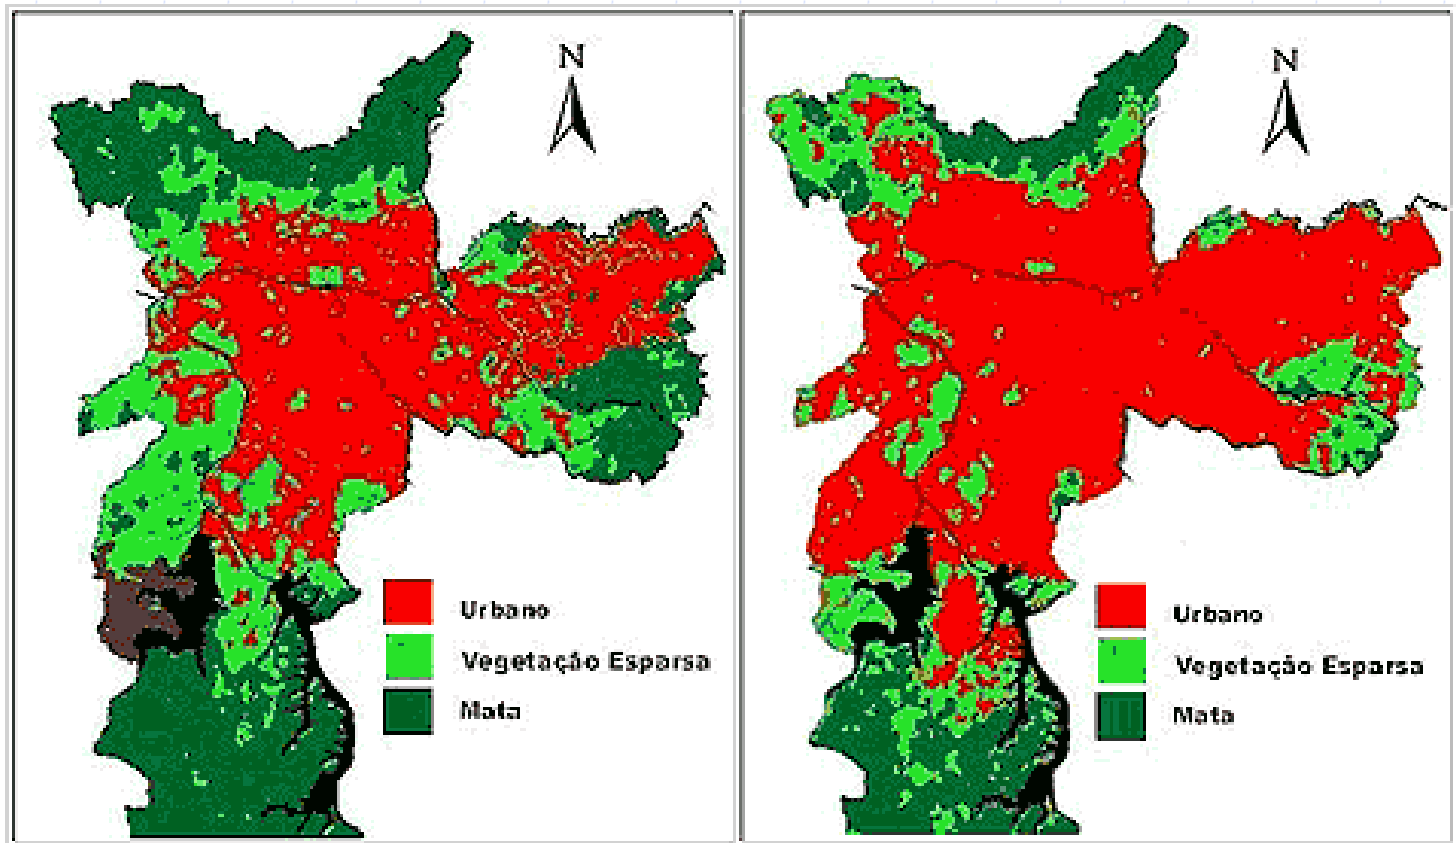 N
Urbano
Vegetação Esparsa
Mata
N
Urbano
Vegetação Esparsa
Mata